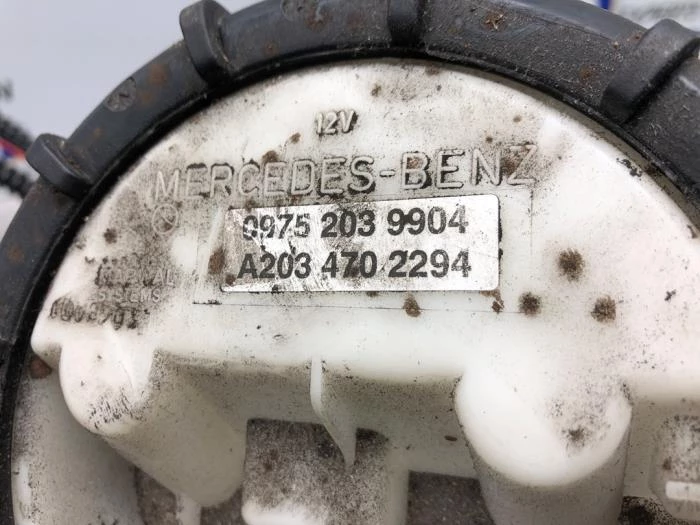 12V
MERCEDES-BENZ
0975 203 9904
A203 470 2294